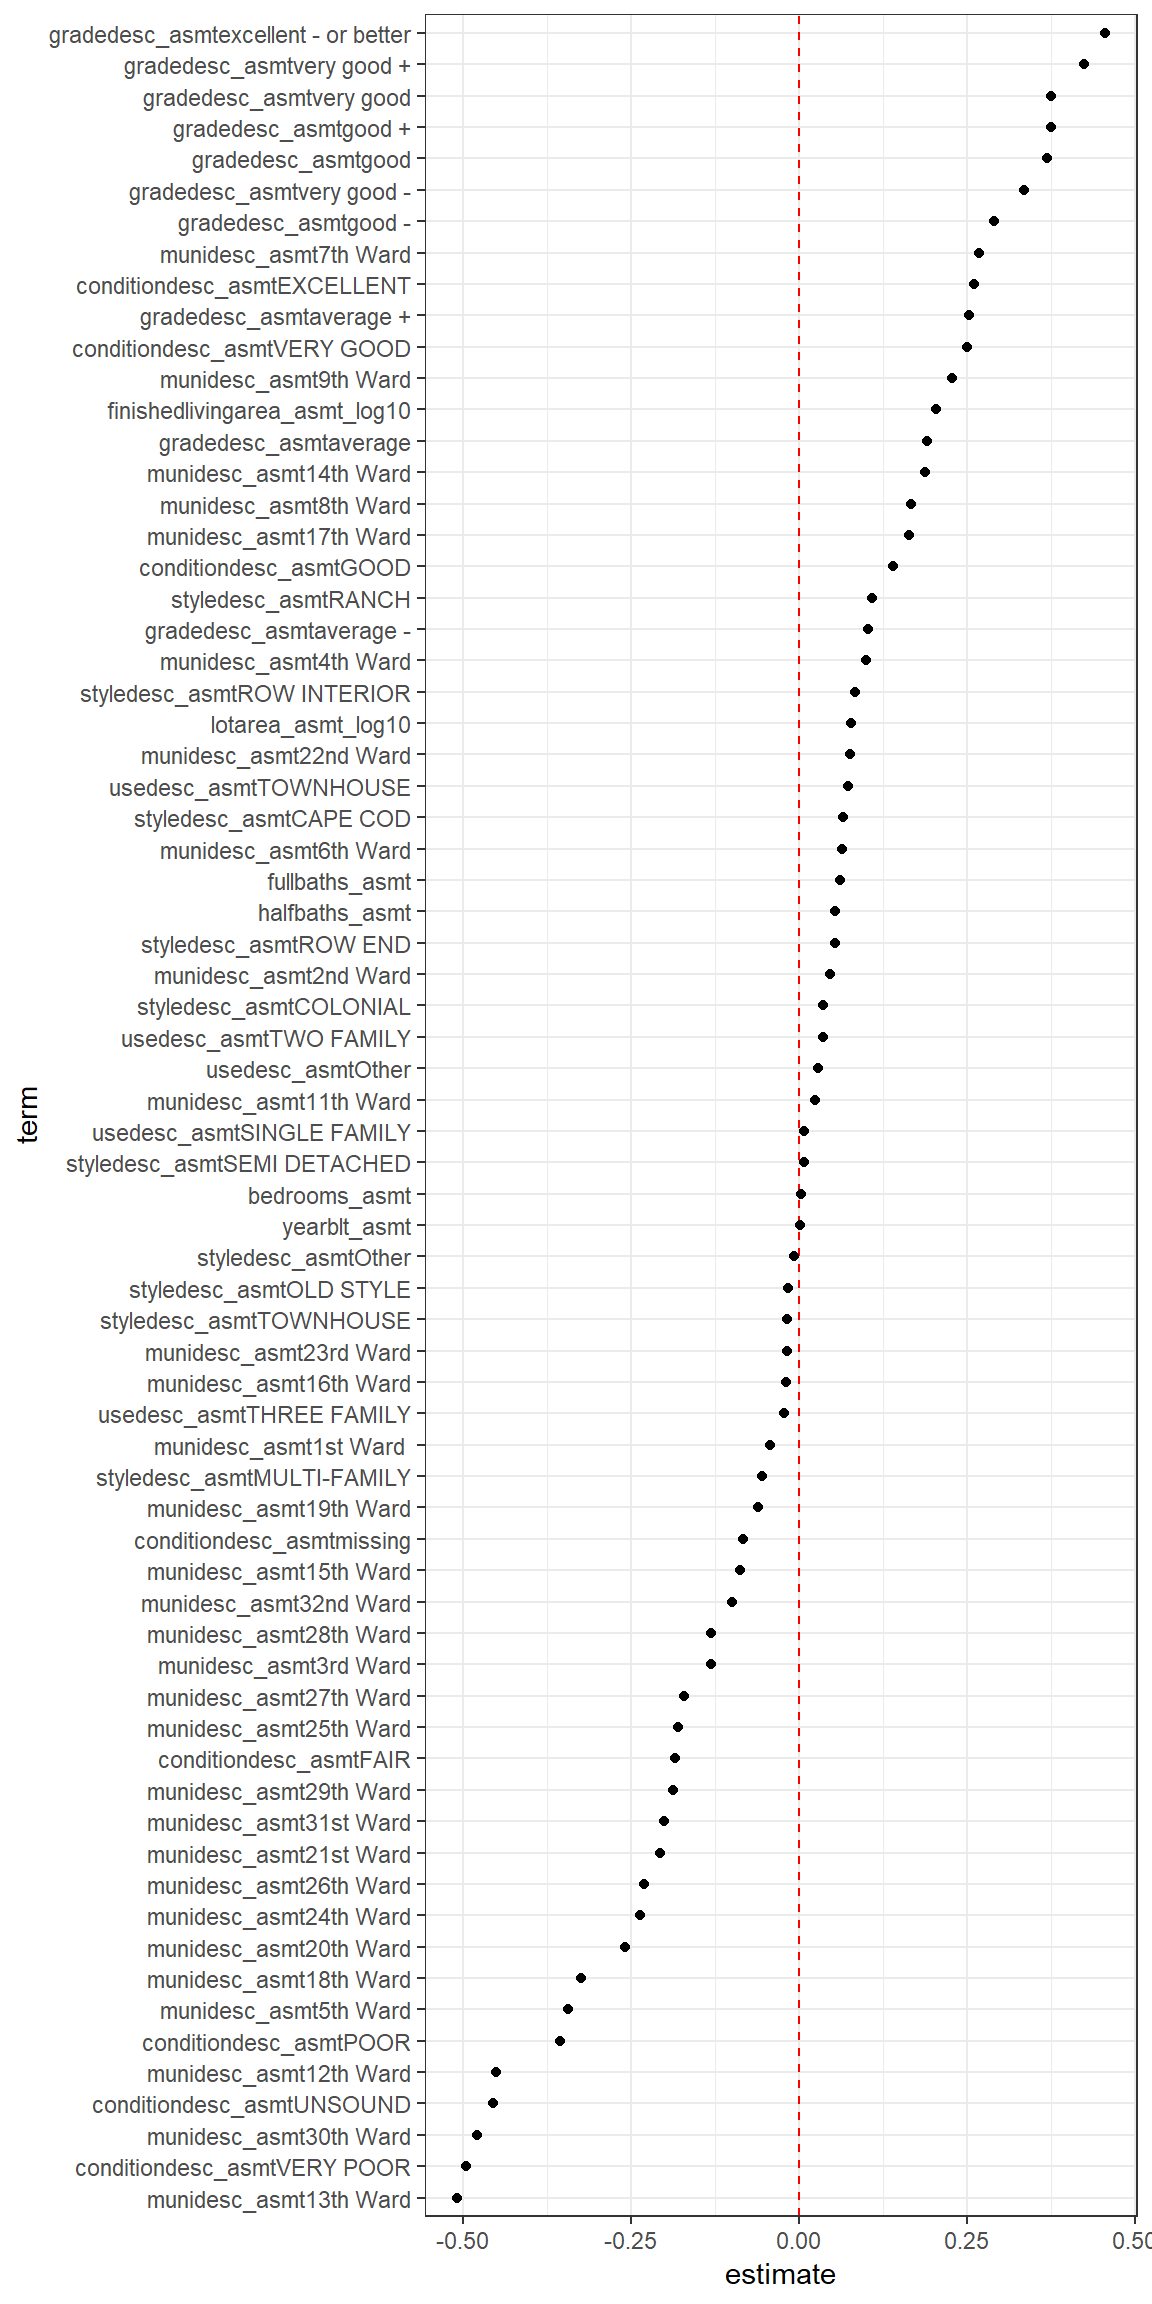 gradedesc_asmtexcellent - or better
gradedesc_asmtvery good +
gradedesc_asmtvery good
gradedesc_asmtgood +
gradedesc_asmtgood
gradedesc_asmtvery good -
gradedesc_asmtgood -
munidesc_asmt7th Ward
conditiondesc_asmtEXCELLENT
gradedesc_asmtaverage +
conditiondesc_asmtVERY GOOD
munidesc_asmt9th Ward
finishedlivingarea_asmt_log10
gradedesc_asmtaverage
munidesc_asmt14th Ward
munidesc_asmt8th Ward
munidesc_asmt17th Ward
conditiondesc_asmtGOOD
styledesc_asmtRANCH
gradedesc_asmtaverage -
munidesc_asmt4th Ward
styledesc_asmtROW INTERIOR
lotarea_asmt_log10
munidesc_asmt22nd Ward
usedesc_asmtTOWNHOUSE
styledesc_asmtCAPE COD
munidesc_asmt6th Ward
fullbaths_asmt
halfbaths_asmt
styledesc_asmtROW END
munidesc_asmt2nd Ward
styledesc_asmtCOLONIAL
usedesc_asmtTWO FAMILY
usedesc_asmtOther
munidesc_asmt11th Ward
usedesc_asmtSINGLE FAMILY
styledesc_asmtSEMI DETACHED
bedrooms_asmt
yearblt_asmt
styledesc_asmtOther
styledesc_asmtOLD STYLE
styledesc_asmtTOWNHOUSE
munidesc_asmt23rd Ward
munidesc_asmt16th Ward
usedesc_asmtTHREE FAMILY
munidesc_asmt1st Ward
styledesc_asmtMULTI-FAMILY
munidesc_asmt19th Ward
conditiondesc_asmtmissing
munidesc_asmt15th Ward
munidesc_asmt32nd Ward
munidesc_asmt28th Ward
munidesc_asmt3rd Ward
munidesc_asmt27th Ward
munidesc_asmt25th Ward
conditiondesc_asmtFAIR
munidesc_asmt29th Ward
munidesc_asmt31st Ward
munidesc_asmt21st Ward
munidesc_asmt26th Ward
munidesc_asmt24th Ward
munidesc_asmt20th Ward
munidesc_asmt18th Ward
munidesc_asmt5th Ward
conditiondesc_asmtPOOR
munidesc_asmt12th Ward
conditiondesc_asmtUNSOUND
munidesc_asmt30th Ward
conditiondesc_asmtVERY POOR
munidesc_asmt13th Ward
term
-0.50 -0.25 0.00 0.25 0.50
estimate